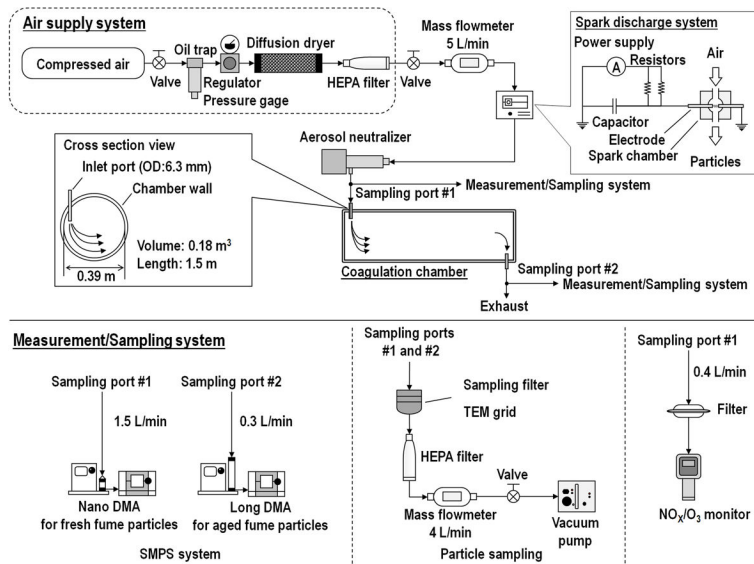 Air supply system
Compressed air
Valve
Oil trap
Regulator
Pressure gage
Diffusion dryer
HEPA filter
Valve
Mass flowmeter
5 L/min
Spark discharge system
Power supply
Resistors
Air
A
Capacitor
Electrode
Spark chamber
Particles
Aerosol neutralizer
Sampling port #1
Measurement/Sampling system
Cross section view
Inlet port (OD:6.3 mm)
Chamber wall
Volume: 0.18 m³
Length: 1.5 m
0.39 m
Coagulation chamber
Sampling port #2
Measurement/Sampling system
Exhaust
Measurement/Sampling system
Sampling port #1
1.5 L/min
Nano DMA
for fresh fume particles
Sampling port #2
0.3 L/min
Long DMA
for aged fume particles
SMPS system
Sampling ports
#1 and #2
Sampling filter
TEM grid
HEPA filter
Mass flowmeter
4 L/min
Valve
Vacuum
pump
Particle sampling
Sampling port #1
0.4 L/min
Filter
NOX/O3 monitor